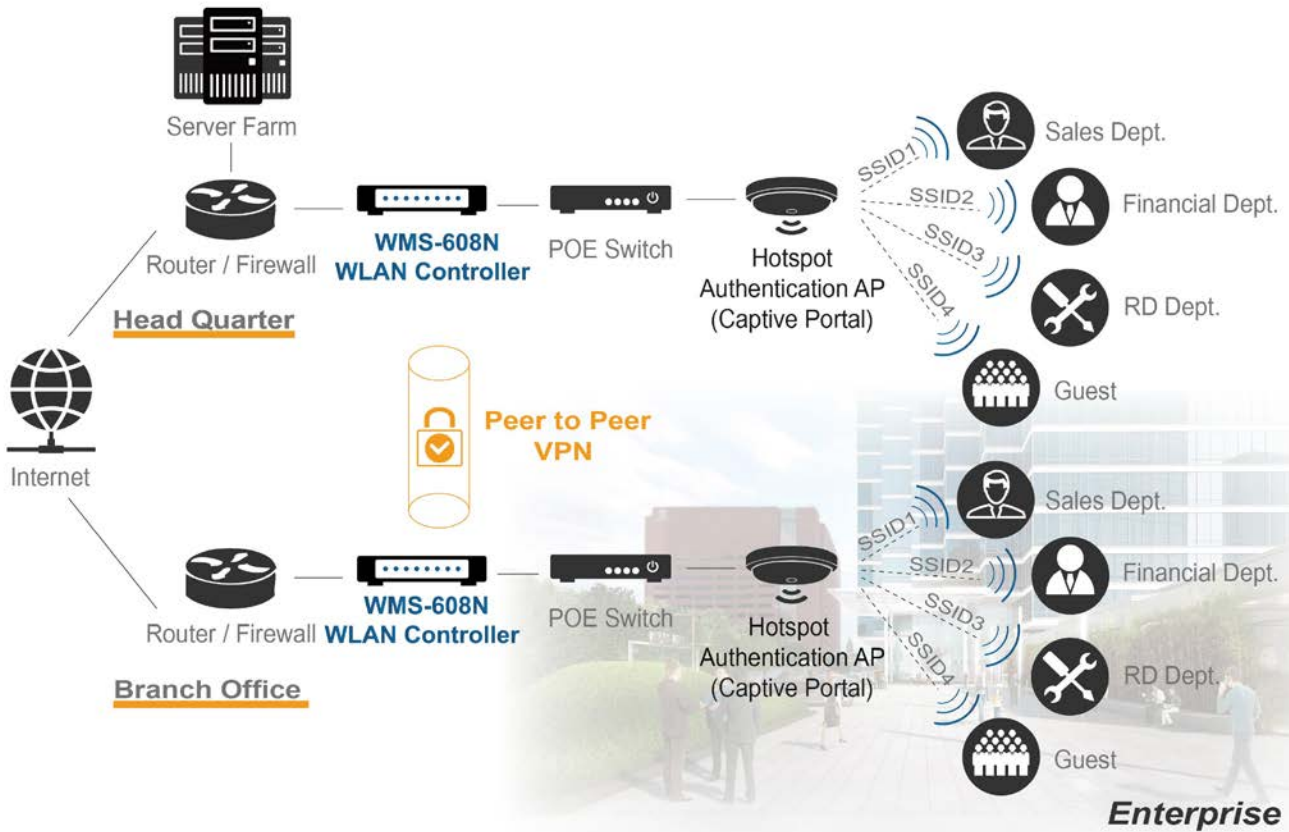 Server Farm
Router / Firewall
Head Quarter
WMS-608N
WLAN Controller
POE Switch
Hotspot
Authentication AP
(Captive Portal)
SSID1
SSID2
SSID3
SSID4
Sales Dept.
Financial Dept.
RD Dept.
Guest
Internet
Peer to Peer
VPN
Router / Firewall
Branch Office
WMS-608N
WLAN Controller
POE Switch
Hotspot
Authentication AP
(Captive Portal)
SSID1
SSID2
SSID3
SSID4
Sales Dept.
Financial Dept.
RD Dept.
Guest
Enterprise